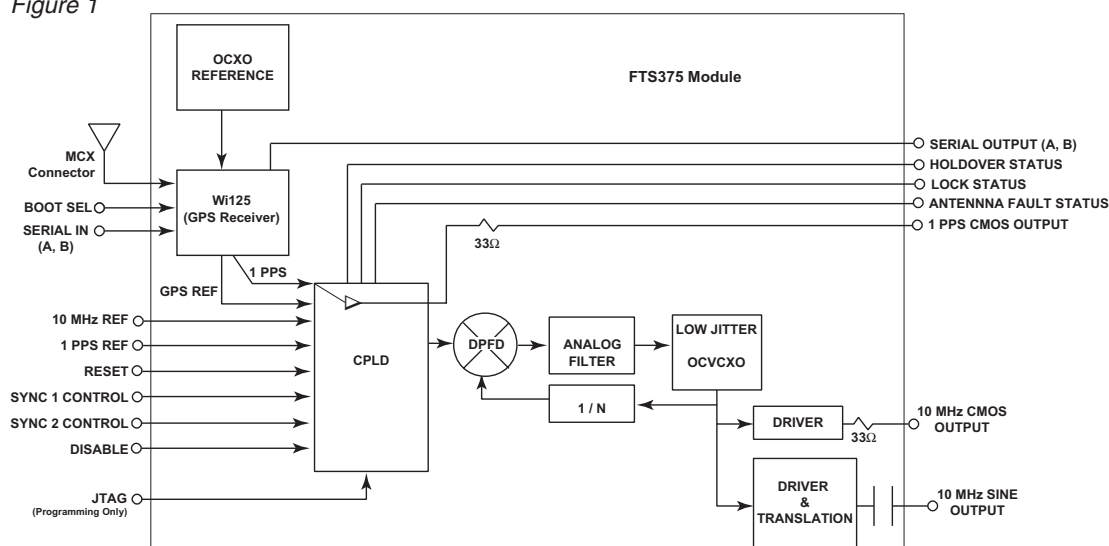 Figure 1
OCXO
REFERENCE
FTS375 Module
MCX
Connector
BOOT SEL
SERIAL IN
(A, B)
Wi125
(GPS Receiver)
SERIAL OUTPUT (A, B)
HOLDOVER STATUS
LOCK STATUS
ANTENNNA FAULT STATUS
1 PPS CMOS OUTPUT
33Ω
1 PPS
GPS REF
10 MHz REF
1 PPS REF
RESET
SYNC 1 CONTROL
SYNC 2 CONTROL
DISABLE
JTAG
(Programming Only)
CPLD
DPFD
ANALOG
FILTER
LOW JITTER
OCVCXO
1 / N
DRIVER
33Ω
10 MHz CMOS
OUTPUT
DRIVER
&
TRANSLATION
10 MHz SINE
OUTPUT